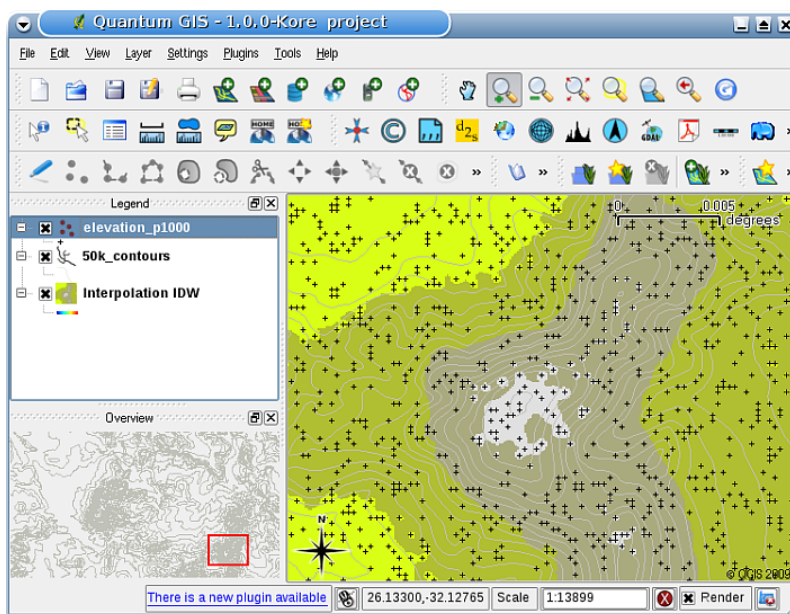 Quantum GIS - 1.0.0-Kore project
File Edit View Layer Settings Plugins Tools Help
HOME
Legend
elevation_p1000
50k_contours
Interpolation IDW
Overview
0 0.005
degrees
N
© QGIS 2009
There is a new plugin available 26.13300,-32.12765 Scale 1:13899 Render